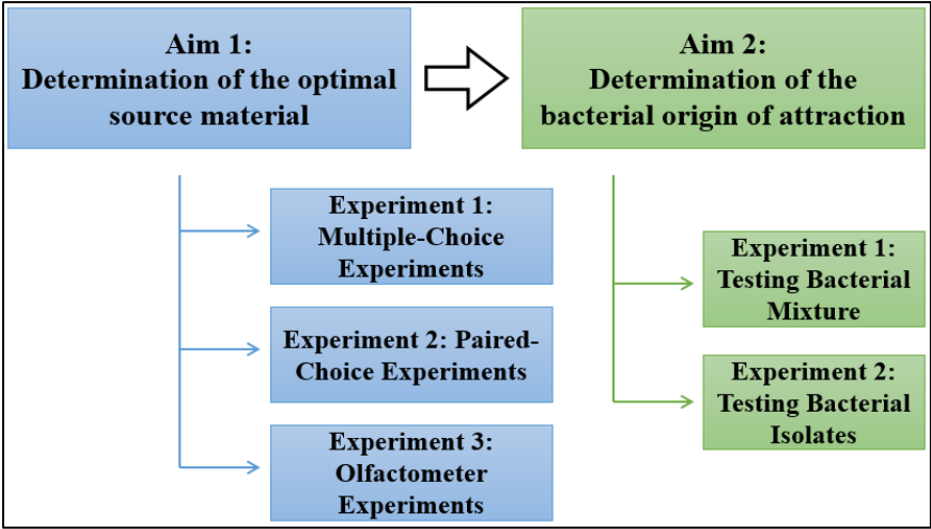 Aim 1:
Determination of the optimal
source material
Aim 2:
Determination of the
bacterial origin of attraction
Experiment 1:
Multiple-Choice
Experiments
Experiment 2: Paired-
Choice Experiments
Experiment 3:
Olfactometer
Experiments
Experiment 1:
Testing Bacterial
Mixture
Experiment 2:
Testing Bacterial
Isolates